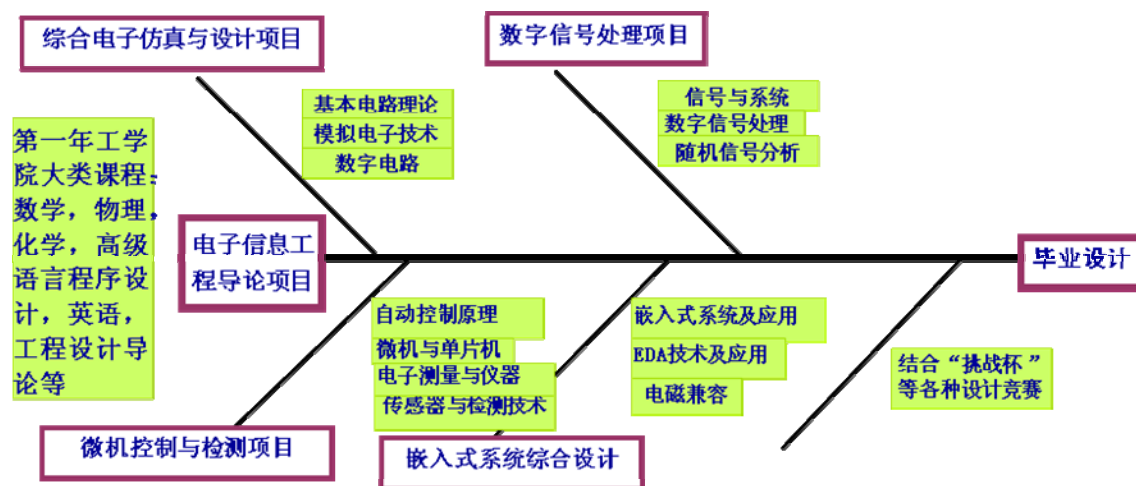 综合电子仿真与设计项目
数字信号处理项目
基本电路理论
模拟电子技术
数字电路
信号与系统
数字信号处理
随机信号分析
第一年工学
院大类课程：
数学，物理，
化学，高级
语言程序设
计，英语，
工程设计导
论等
电子信息工
程导论项目
毕业设计
自动控制原理
微机与单片机
电子测量与仪器
传感器与检测技术
嵌入式系统及应用
EDA技术及应用
电磁兼容
结合“挑战杯”
等各种设计竞赛
微机控制与检测项目
嵌入式系统综合设计